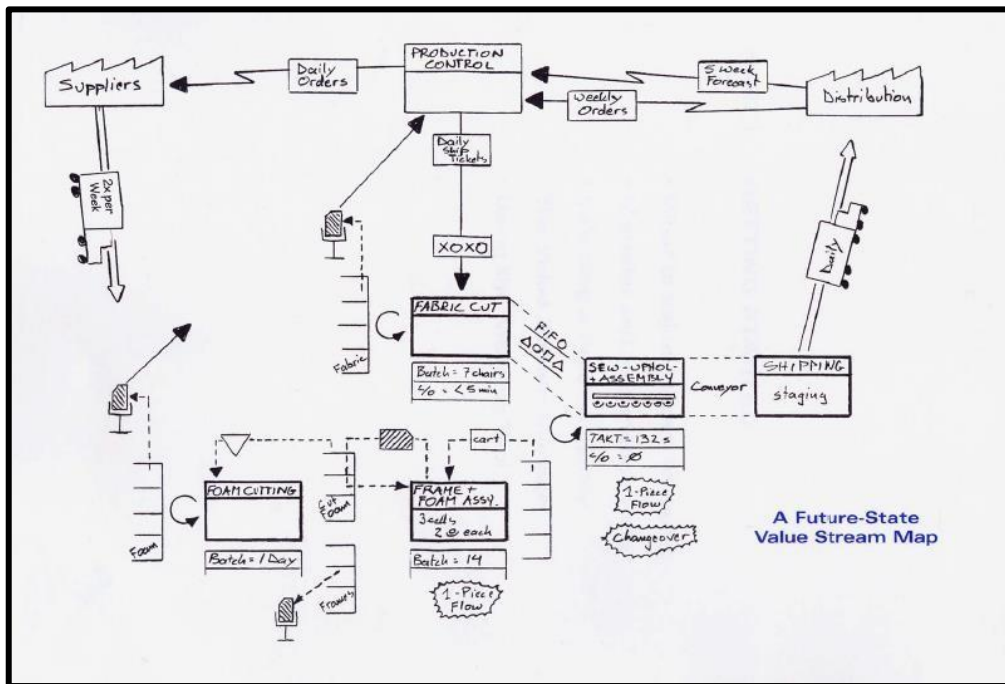 Suppliers
Daily
Orders
PRODUCTION
CONTROL
5 Week
Forecast
Weekly
Orders
Distribution
Daily
Ship
Tickets
2x per
Week
XOXO
Daily
Fabric
FABRIC CUT
Batch = 7 chairs
c/o = < 5 min
FIFO
SEW-UPHOL-
+ ASSEMBLY
Conveyor
SHIPPING
staging
TAKT = 132 s
c/o = Ø
1-Piece
Flow
Changeover
cart
Foam
FOAM CUTTING
Batch = 1 Day
Cut
Foam
Frames
FRAME +
FOAM ASSY.
3 cells
2 @ each
Batch = 14
1-Piece
Flow
A Future-State
Value Stream Map